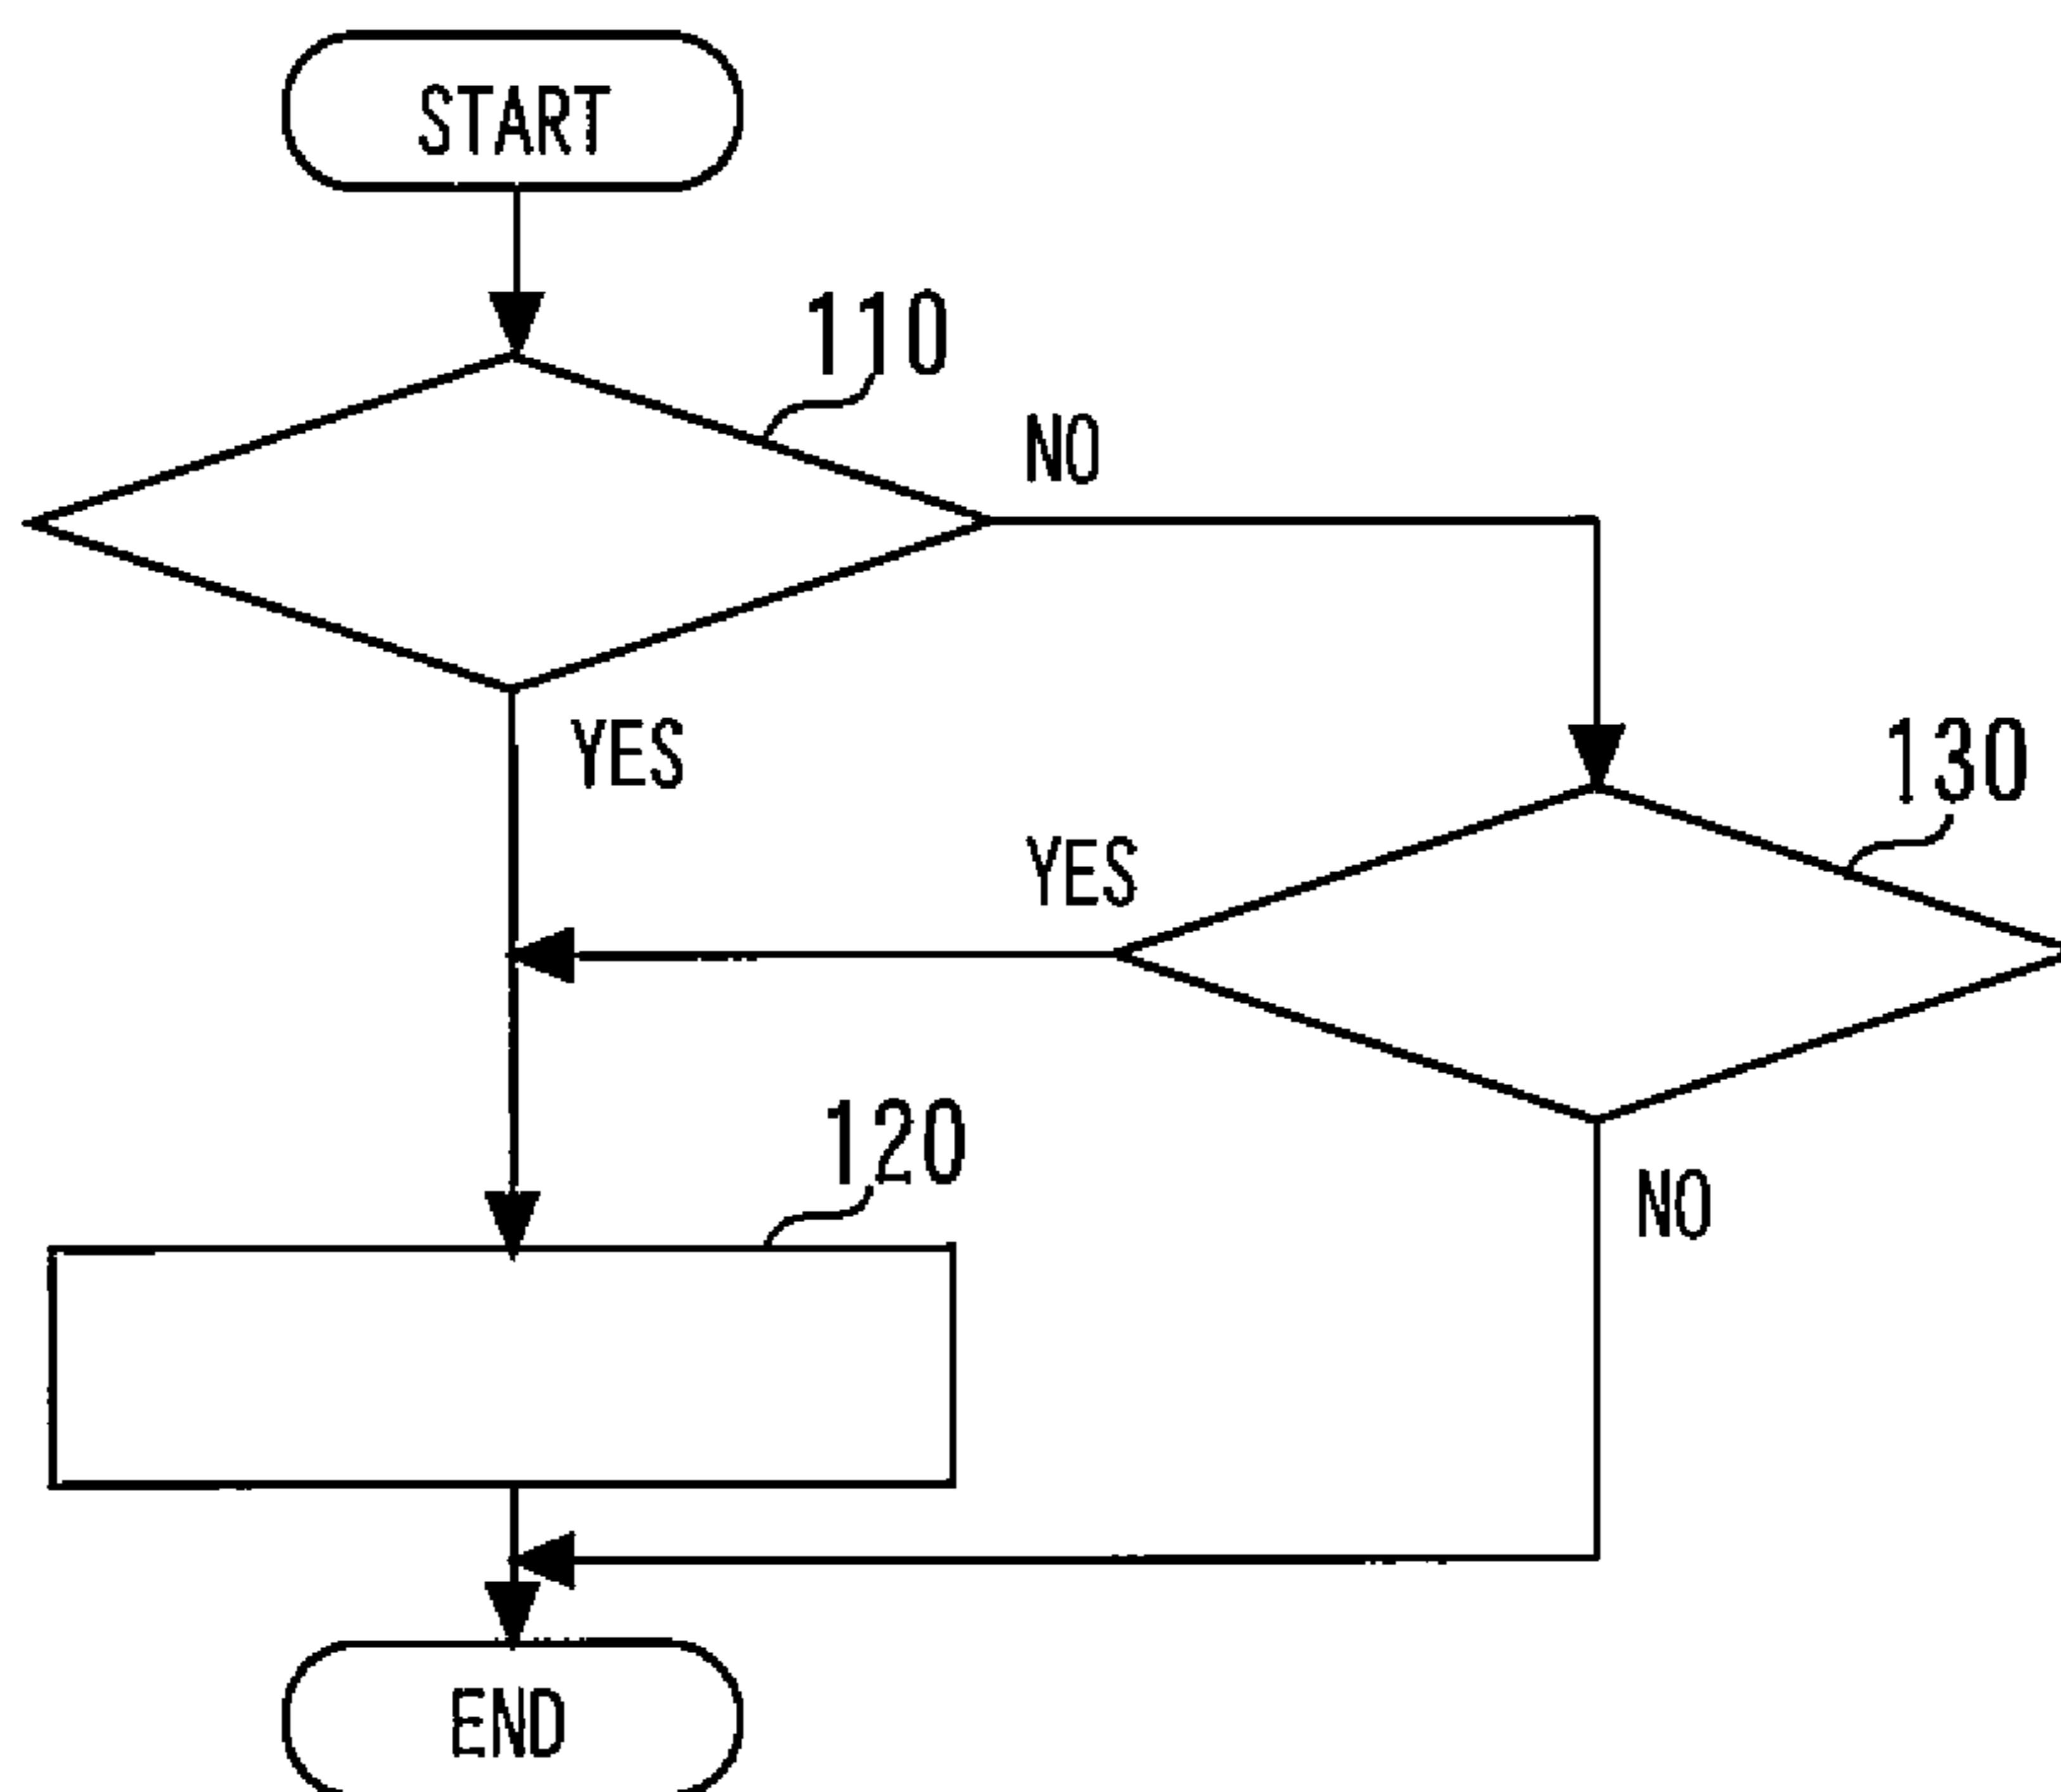 START
110
NO
YES
130
YES
120
NO
END